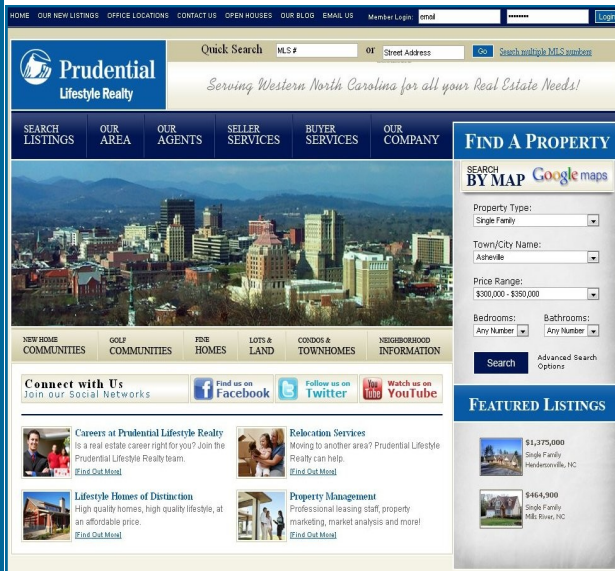 HOME OUR NEW LISTINGS OFFICE LOCATIONS CONTACT US OPEN HOUSES OUR BLOG EMAIL US Member Login: email •••••••• Login
Quick Search MLS # or Street Address Go Search multiple MLS numbers
Prudential
Lifestyle Realty
Serving Western North Carolina for all your Real Estate Needs!
SEARCH LISTINGS
OUR AREA
OUR AGENTS
SELLER SERVICES
BUYER SERVICES
OUR COMPANY
FIND A PROPERTY
SEARCH
BY MAP Google maps
Property Type:
Single Family
Town/City Name:
Asheville
Price Range:
$300,000 - $350,000
Bedrooms: Bathrooms:
Any Number Any Number
Search Advanced Search
Options
NEW HOME COMMUNITIES
GOLF COMMUNITIES
FINE HOMES
LOTS & LAND
CONDOS & TOWNHOMES
NEIGHBORHOOD INFORMATION
Connect with Us
Join our Social Networks
Find us on
Facebook
Follow us on
Twitter
You Tube
Watch us on
YouTube
Careers at Prudential Lifestyle Realty
Is a real estate career right for you? Join the
Prudential Lifestyle Realty team.
[Find Out More]
Relocation Services
Moving to another area? Prudential Lifestyle
Realty can help.
[Find Out More]
Lifestyle Homes of Distinction
High quality homes, high quality lifestyle, at
an affordable price.
[Find Out More]
Property Management
Professional leasing staff, property
marketing, market analysis and more!
[Find Out More]
FEATURED LISTINGS
$1,375,000
Single Family
Hendersonville, NC
$464,900
Single Family
Mills River, NC